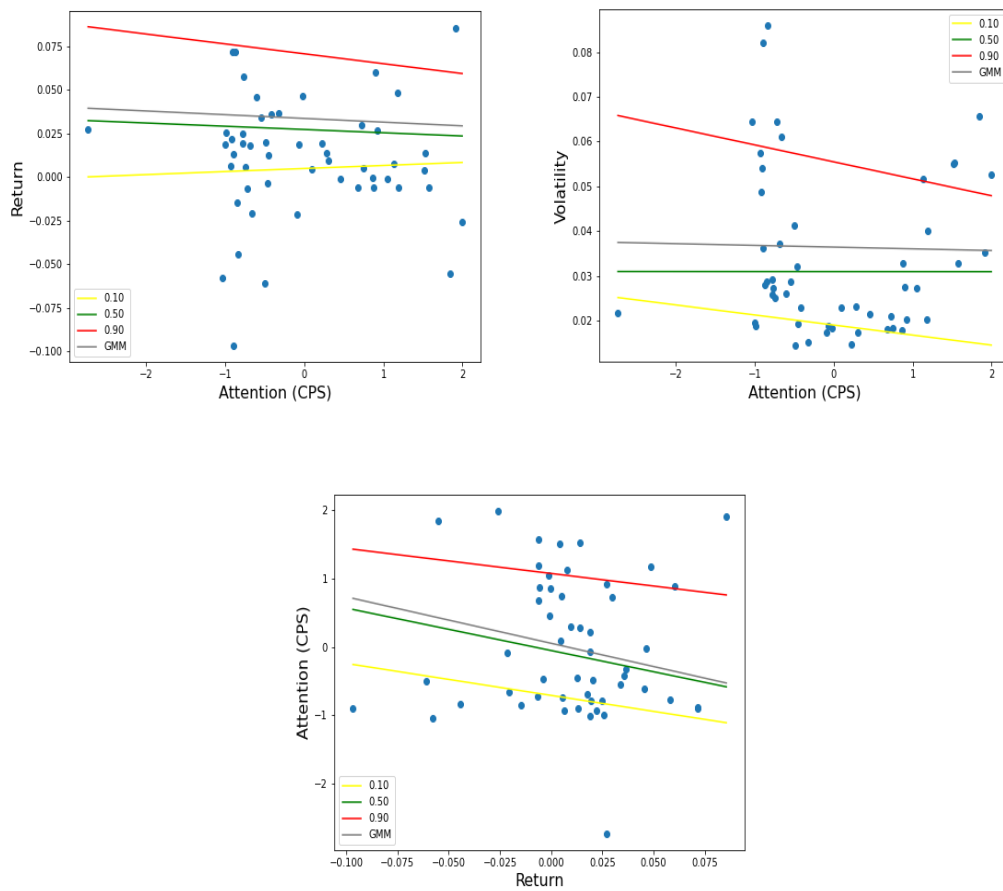 0.075
0.050
0.025
0.000
−0.025
−0.050
−0.075
−0.100
Return
0.10
0.50
0.90
GMM
−2 −1 0 1 2
Attention (CPS)
0.08
0.07
0.06
0.05
0.04
0.03
0.02
Volatility
0.10
0.50
0.90
GMM
−2 −1 0 1 2
Attention (CPS)
2
1
0
−1
−2
Attention (CPS)
0.10
0.50
0.90
GMM
−0.100 −0.075 −0.050 −0.025 0.000 0.025 0.050 0.075
Return